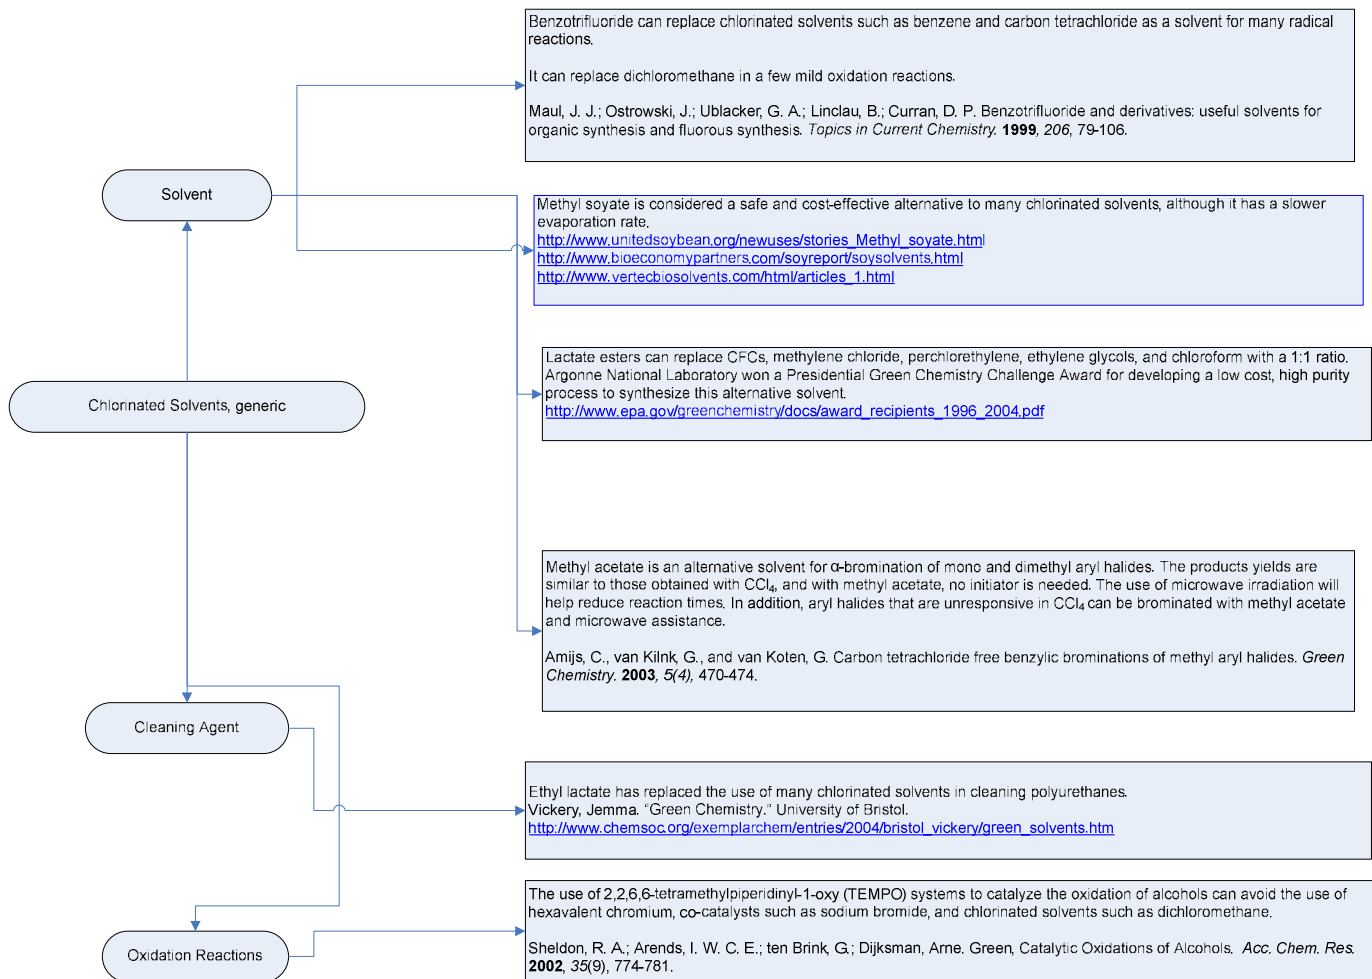 Benzotrifluoride can replace chlorinated solvents such as benzene and carbon tetrachloride as a solvent for many radical
reactions.
It can replace dichloromethane in a few mild oxidation reactions.
Maul, J. J.; Ostrowski, J.; Ublacker, G. A.; Linclau, B.; Curran, D. P. Benzotrifluoride and derivatives: useful solvents for
organic synthesis and fluorous synthesis. Topics in Current Chemistry. 1999, 206, 79-106.
Solvent
Methyl soyate is considered a safe and cost-effective alternative to many chlorinated solvents, although it has a slower
evaporation rate.
http://www.unitedsoybean.org/newuses/stories_Methyl_soyate.html
http://www.bioeconomypartners.com/soyreport/soysolvents.html
http://www.vertecbiosolvents.com/html/articles_1.html
Lactate esters can replace CFCs, methylene chloride, perchlorethylene, ethylene glycols, and chloroform with a 1:1 ratio.
Argonne National Laboratory won a Presidential Green Chemistry Challenge Award for developing a low cost, high purity
process to synthesize this alternative solvent.
http://www.epa.gov/greenchemistry/docs/award_recipients_1996_2004.pdf
Chlorinated Solvents, generic
Methyl acetate is an alternative solvent for α-bromination of mono and dimethyl aryl halides. The products yields are
similar to those obtained with CCl₄, and with methyl acetate, no initiator is needed. The use of microwave irradiation will
help reduce reaction times. In addition, aryl halides that are unresponsive in CCl₄ can be brominated with methyl acetate
and microwave assistance.
Amijs, C., van Kilnk, G., and van Koten, G. Carbon tetrachloride free benzylic brominations of methyl aryl halides. Green
Chemistry. 2003, 5(4), 470-474.
Cleaning Agent
Ethyl lactate has replaced the use of many chlorinated solvents in cleaning polyurethanes.
Vickery, Jemma. “Green Chemistry.” University of Bristol.
http://www.chemsoc.org/exemplarchem/entries/2004/bristol_vickery/green_solvents.htm
The use of 2,2,6,6-tetramethylpiperidinyl-1-oxy (TEMPO) systems to catalyze the oxidation of alcohols can avoid the use of
hexavalent chromium, co-catalysts such as sodium bromide, and chlorinated solvents such as dichloromethane.
Sheldon, R. A.; Arends, I. W. C. E.; ten Brink, G.; Dijksman, Arne. Green, Catalytic Oxidations of Alcohols. Acc. Chem. Res.
2002, 35(9), 774-781.
Oxidation Reactions